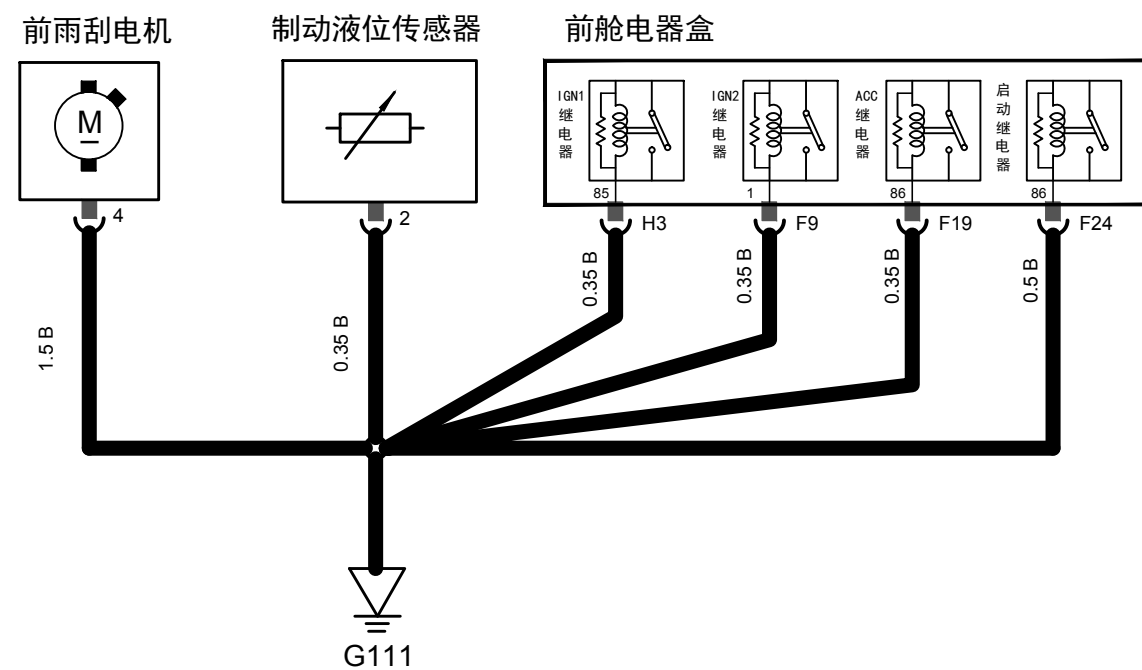 前雨刮电机
制动液位传感器
前舱电器盒
IGN1
继
电
器
IGN2
继
电
器
ACC
继
电
器
启
动
继
电
器
M
85
1
86
86
4
2
H3
F9
F19
F24
1.5 B
0.35 B
0.35 B
0.35 B
0.35 B
0.5 B
G111